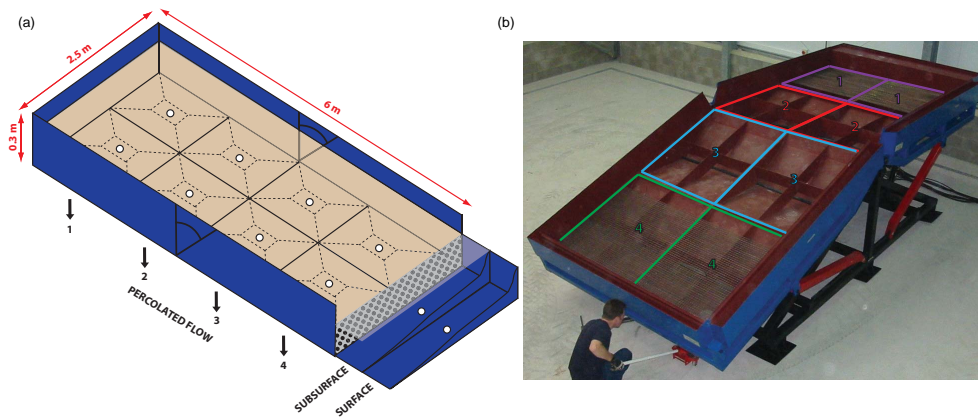 (a)
2.5 m
6 m
0.3 m
1
2
3
4
PERCOLATED FLOW
SUBSURFACE
SURFACE
(b)
1
1
2
2
3
3
4
4